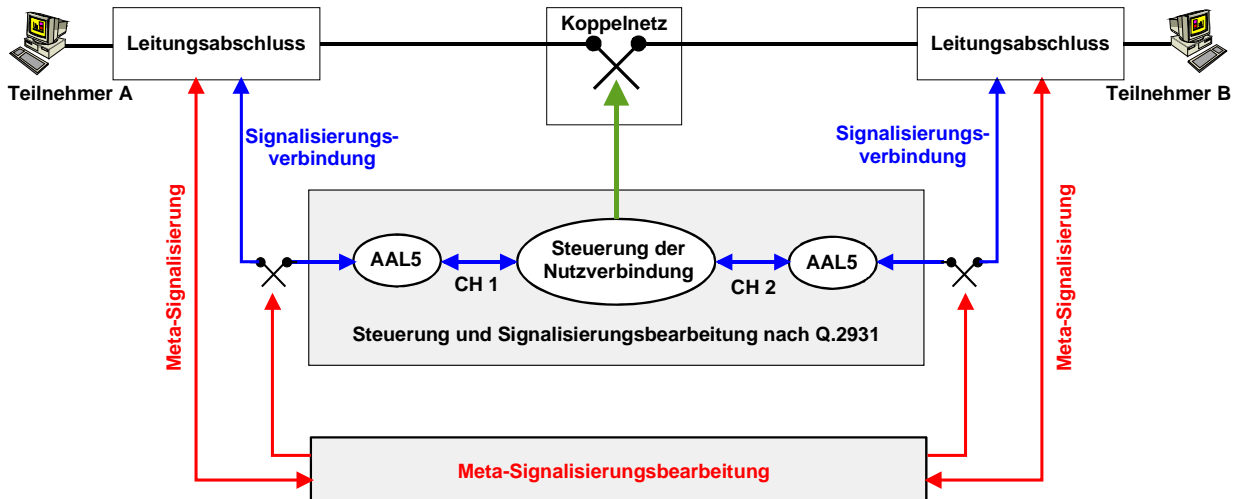 Koppelnetz
Leitungsabschluss
Leitungsabschluss
Teilnehmer A
Teilnehmer B
Signalisierungs-
verbindung
Signalisierungs-
verbindung
Meta-Signalisierung
Meta-Signalisierung
AAL5
CH 1
Steuerung der
Nutzverbindung
CH 2
AAL5
Steuerung und Signalisierungsbearbeitung nach Q.2931
Meta-Signalisierungsbearbeitung